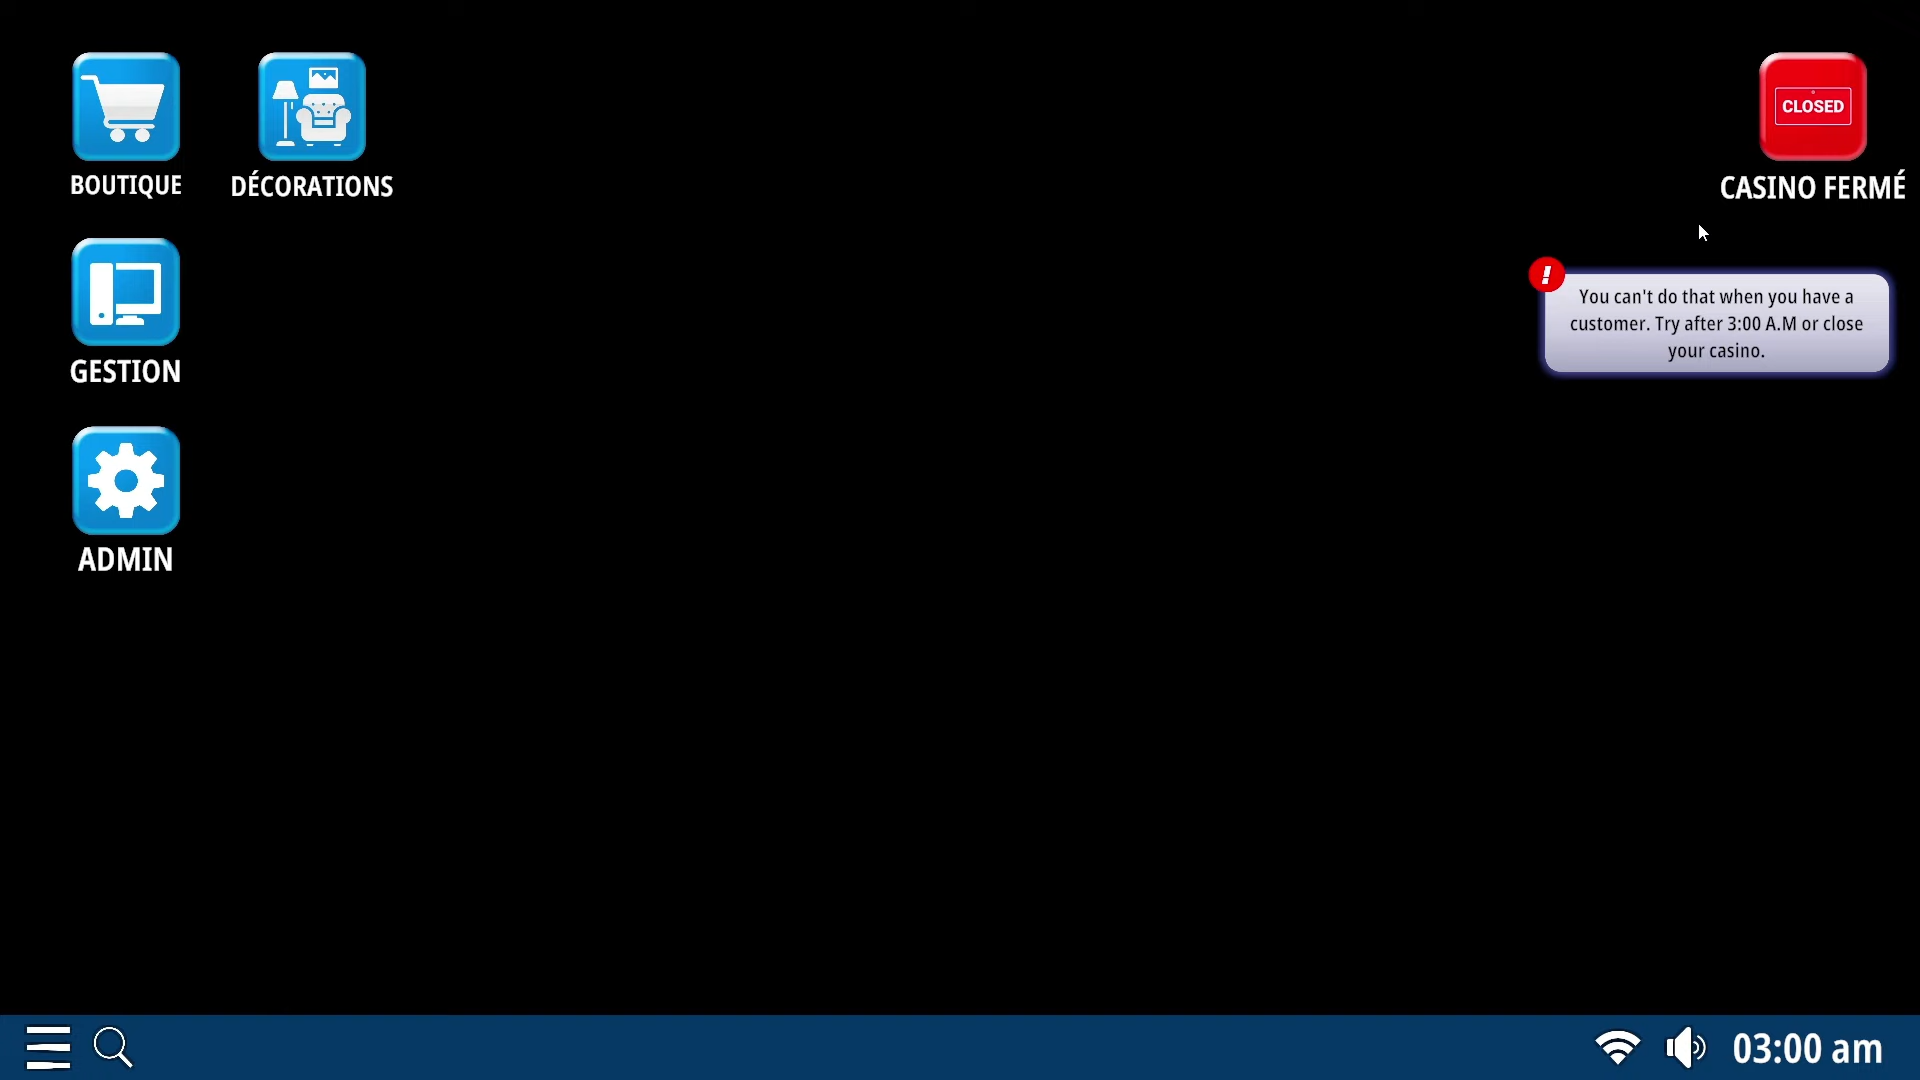 CLOSED
BOUTIQUE
DÉCORATIONS
CASINO FERMÉ
!
You can't do that when you have a
customer. Try after 3:00 A.M or close
your casino.
GESTION
ADMIN
03:00 am